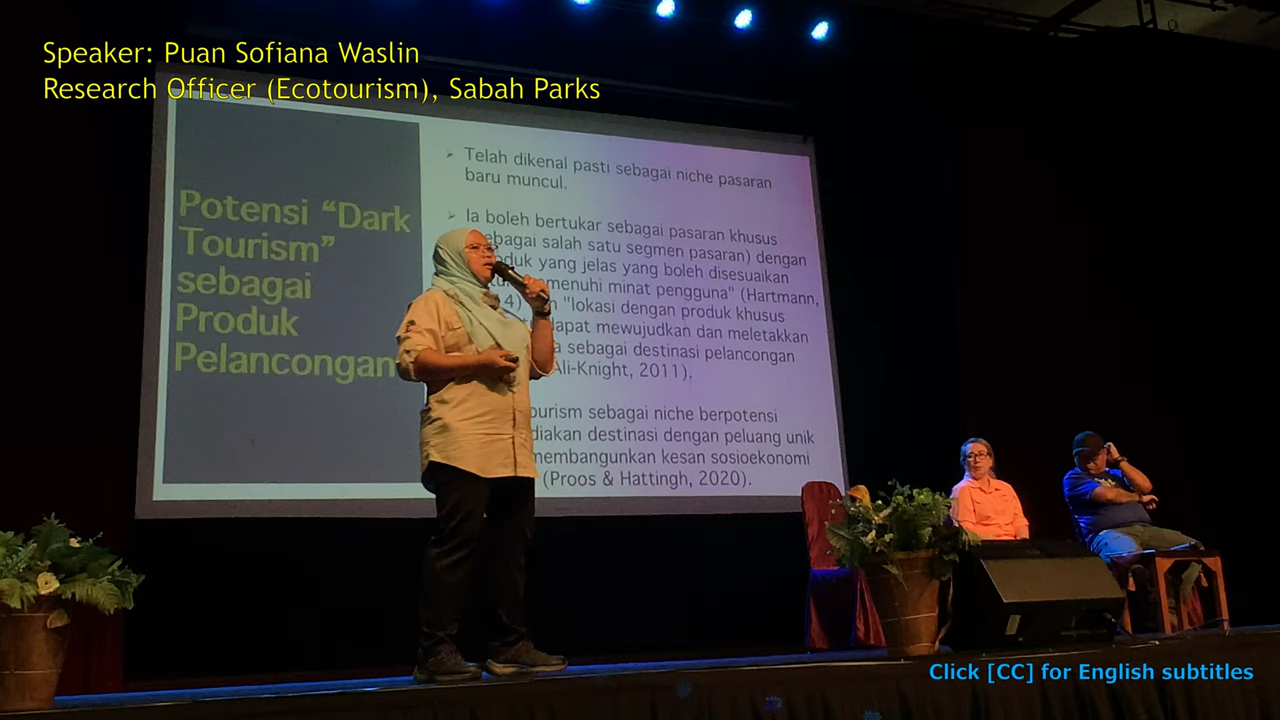 Speaker: Puan Sofiana Waslin
Research Officer (Ecotourism), Sabah Parks
Potensi “Dark
Tourism”
sebagai
Produk
Pelancongan
Telah dikenal pasti sebagai niche pasaran
baru muncul.
Ia boleh bertukar sebagai pasaran khusus
sebagai salah satu segmen pasaran) dengan
yang jelas yang boleh disesuaikan
memenuhi minat pengguna" (Hartmann,
"lokasi dengan produk khusus
dapat mewujudkan dan meletakkan
sebagai destinasi pelancongan
Ali-Knight, 2011).
sebagai niche berpotensi
destinasi dengan peluang unik
membangunkan kesan sosioekonomi
(Proos & Hattingh, 2020).
Click [CC] for English subtitles